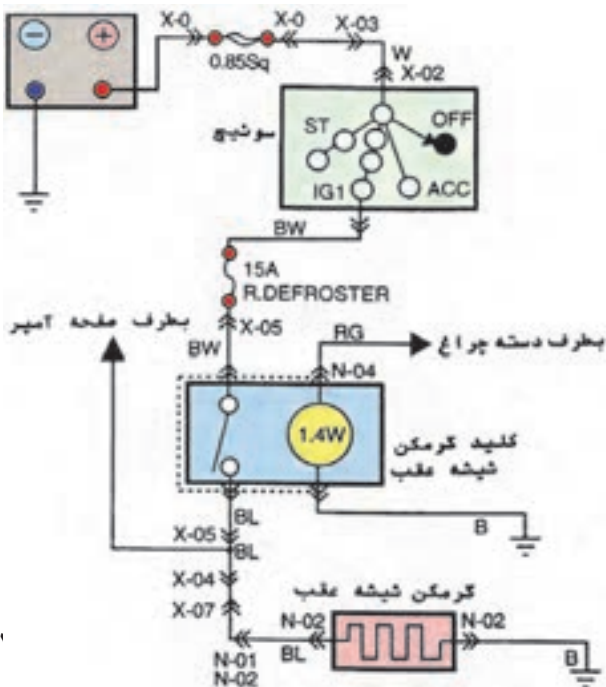 X-0 X-0 X-03
− +
0.85Sq
W
X-02
سوئیچ
ST OFF
IG1 ACC
BW
15A
R.DEFROSTER
بطرف صفحه آمپر
X-05
RG
بطرف دسته چراغ
BW
N-04
1.4W
کلید گرمکن
شیشه عقب
BL
X-05
BL
B
X-04
گرمکن شیشه عقب
X-07
N-02 N-02
BL B
N-01
N-02